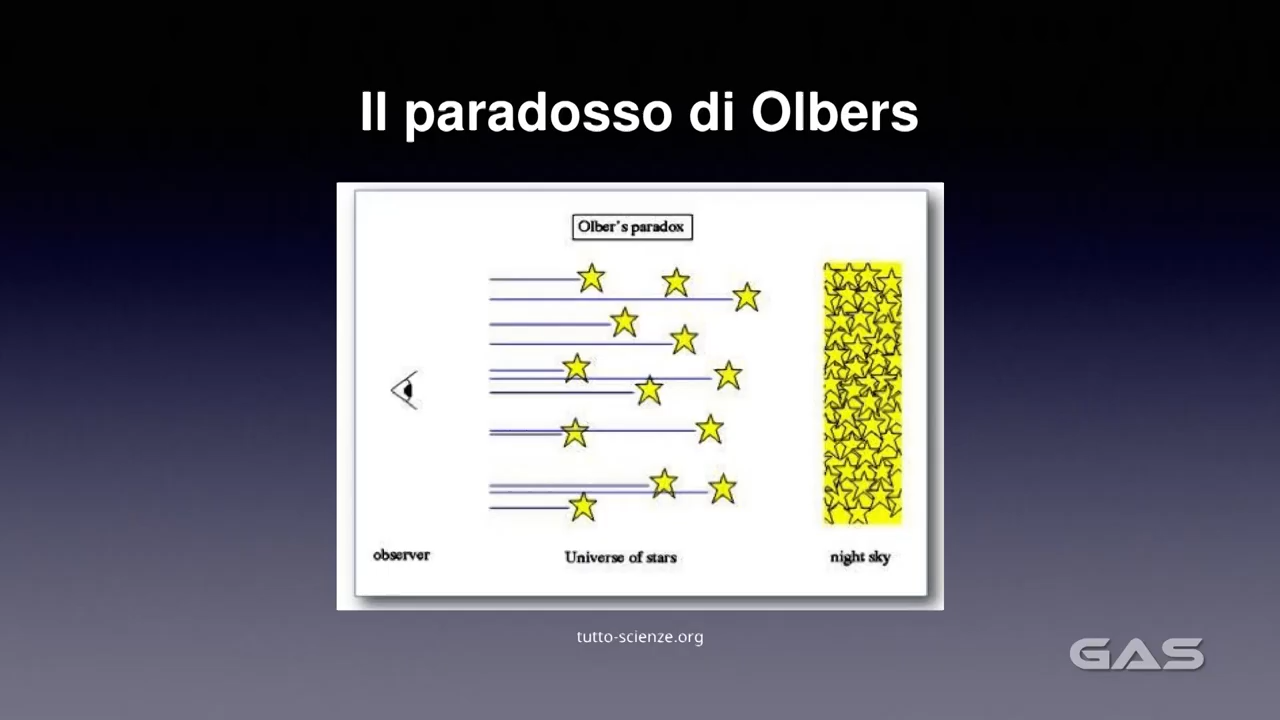 Il paradosso di Olbers
Olber's paradox
observer
Universe of stars
night sky
tutto-scienze.org
GAS